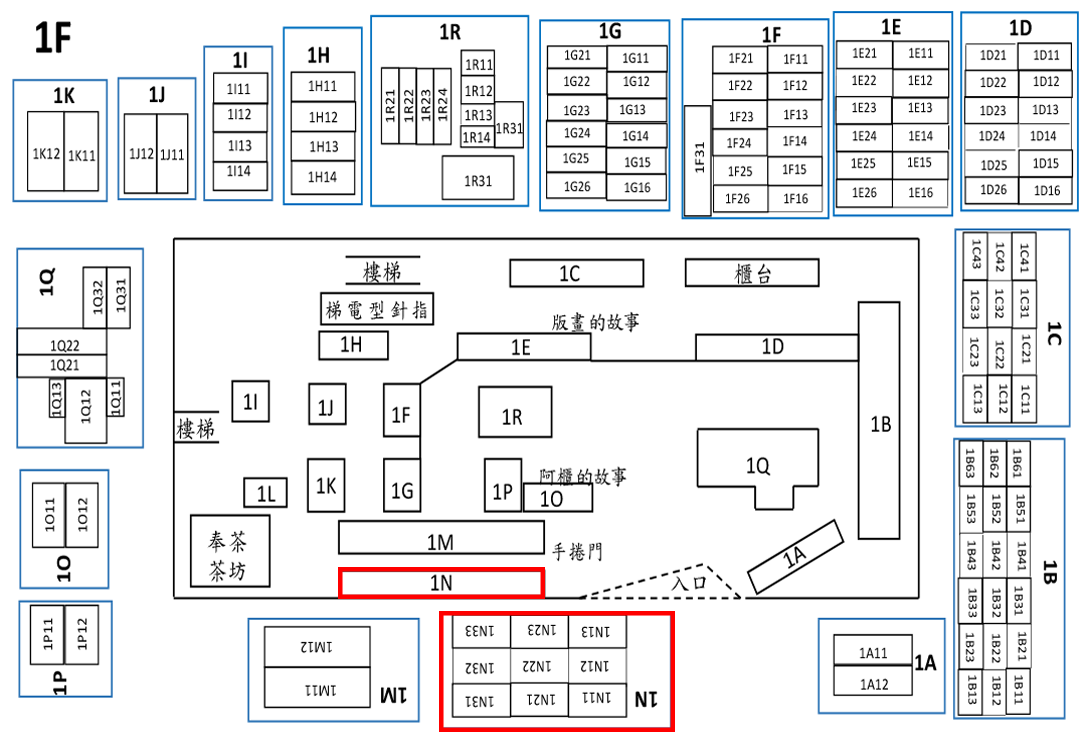 1F
1K
1K12 1K11
1J
1J12 1J11
1I
1I11
1I12
1I13
1I14
1H
1H11
1H12
1H13
1H14
1R
1R21 1R22 1R23 1R24
1R11
1R12
1R13
1R14
1R31
1R31
1G
1G21 1G11
1G22 1G12
1G23 1G13
1G24 1G14
1G25 1G15
1G26 1G16
1F
1F31
1F21 1F11
1F22 1F12
1F23 1F13
1F24 1F14
1F25 1F15
1F26 1F16
1E
1E21 1E11
1E22 1E12
1E23 1E13
1E24 1E14
1E25 1E15
1E26 1E16
1D
1D21 1D11
1D22 1D12
1D23 1D13
1D24 1D14
1D25 1D15
1D26 1D16
1Q
1Q32 1Q31
1Q22
1Q21
1Q13 1Q12 1Q11
1O11 1O12
1O
1P11 1P12
1P
樓梯
梯電型針指
1H
1C
櫃台
版畫的故事
1E
1D
1I
1J
1F
1R
1B
樓梯
1L
1K
1G
1P
阿櫃的故事
1O
1Q
奉茶
茶坊
1M
手捲門
1N
入口
1A
1C43 1C42 1C41
1C33 1C32 1C31
1C23 1C22 1C21
1C13 1C12 1C11
1C
1B63 1B62 1B61
1B53 1B52 1B51
1B43 1B42 1B41
1B33 1B32 1B31
1B23 1B22 1B21
1B13 1B12 1B11
1B
1M12
1M11
1M
1N33 1N23 1N13
1N32 1N22 1N12
1N31 1N21 1N11
1N
1A11
1A12
1A